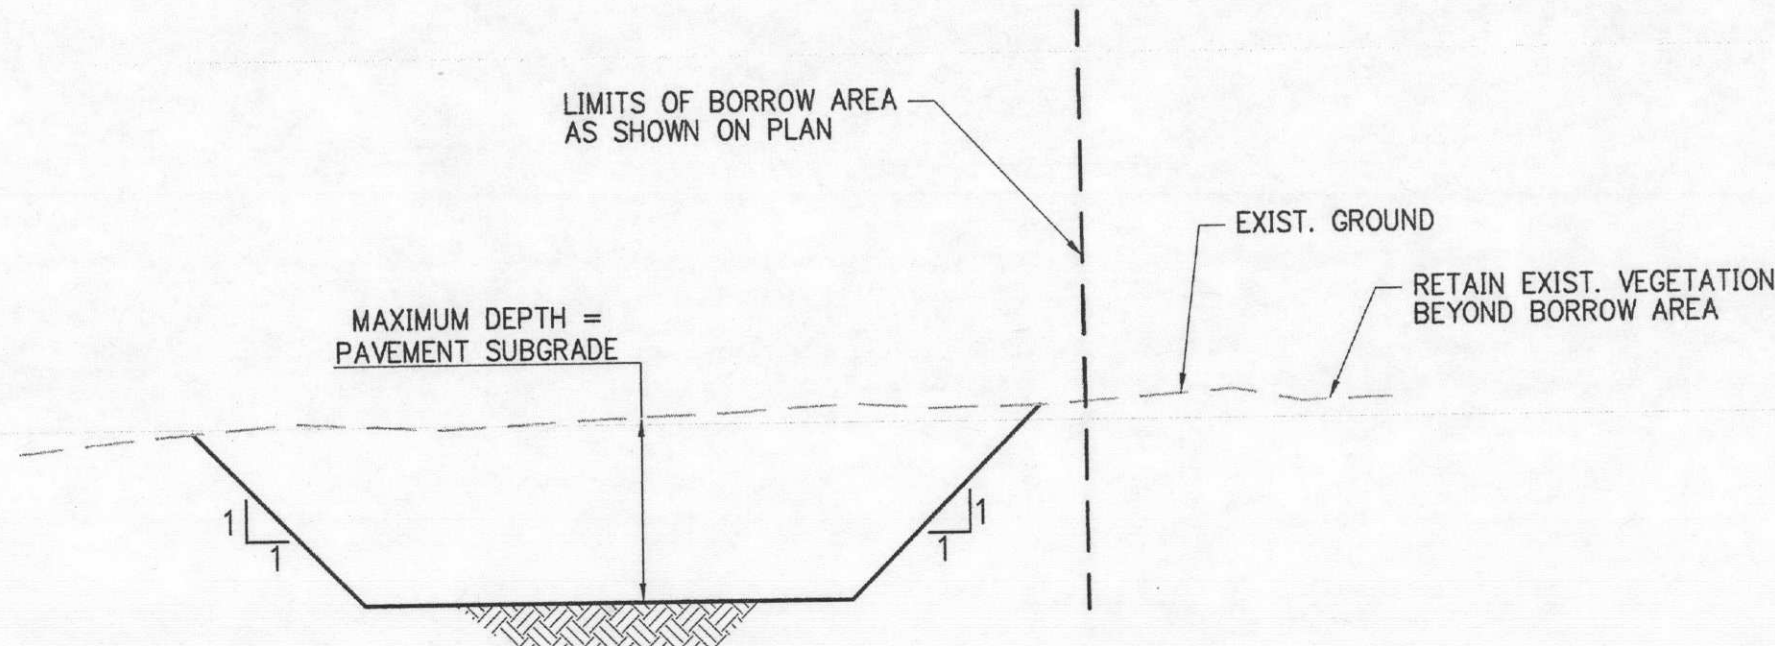 LIMITS OF BORROW AREA
AS SHOWN ON PLAN
EXIST. GROUND
RETAIN EXIST. VEGETATION
BEYOND BORROW AREA
MAXIMUM DEPTH =
PAVEMENT SUBGRADE
1
1
1
1